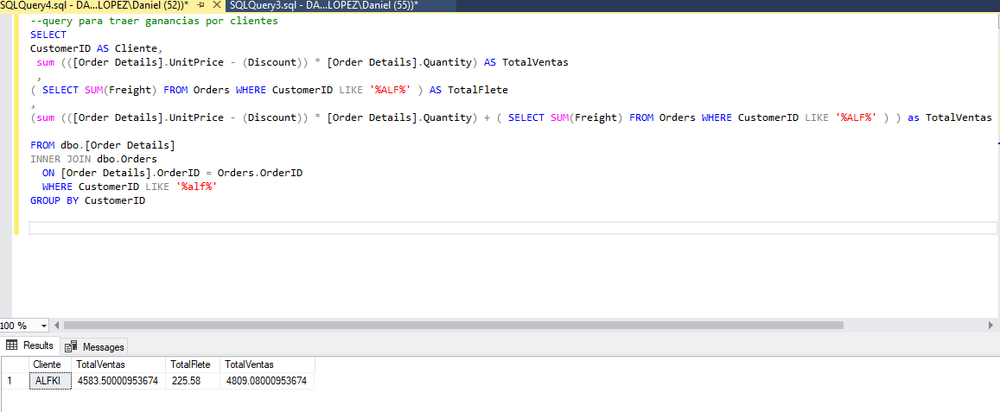 SQLQuery4.sql - DA...LOPEZ\Daniel (52))* SQLQuery3.sql - DA...LOPEZ\Daniel (55))*
--query para traer ganancias por clientes
SELECT
CustomerID AS Cliente,
sum (([Order Details].UnitPrice - (Discount)) * [Order Details].Quantity) AS TotalVentas
,
( SELECT SUM(Freight) FROM Orders WHERE CustomerID LIKE '%ALF%' ) AS TotalFlete
,
(sum (([Order Details].UnitPrice - (Discount)) * [Order Details].Quantity) + ( SELECT SUM(Freight) FROM Orders WHERE CustomerID LIKE '%ALF%' ) ) as TotalVentas
FROM dbo.[Order Details]
INNER JOIN dbo.Orders
ON [Order Details].OrderID = Orders.OrderID
WHERE CustomerID LIKE '%alf%'
GROUP BY CustomerID
100 %
Results Messages
Cliente TotalVentas TotalFlete TotalVentas
1 ALFKI 4583.50000953674 225.58 4809.08000953674